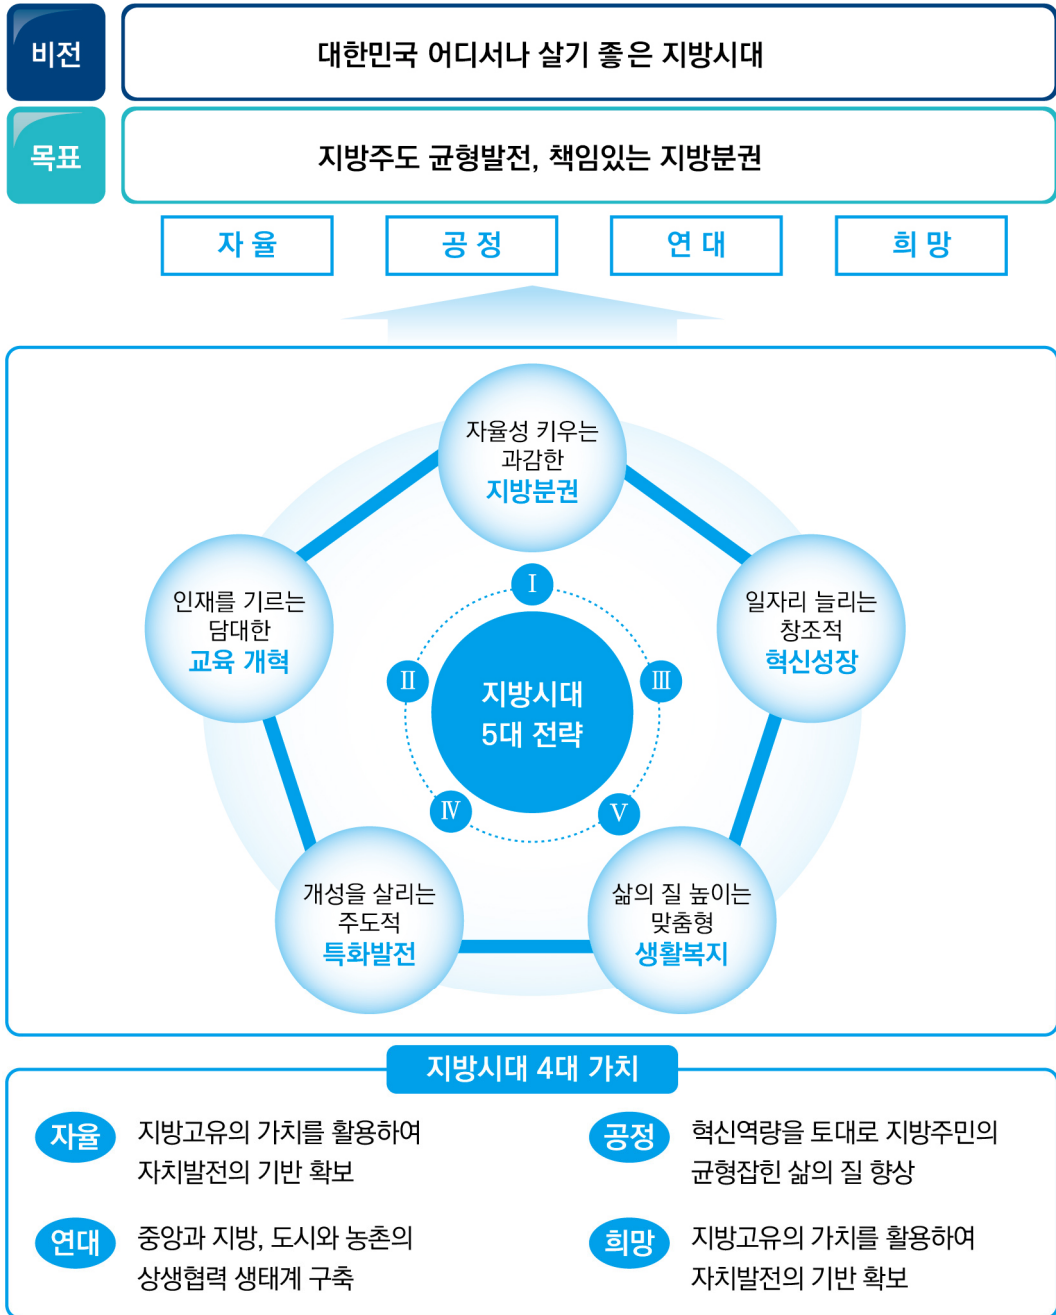 비전
대한민국 어디서나 살기 좋은 지방시대
목표
지방주도 균형발전, 책임있는 지방분권
자율
공정
연대
희망
자율성 키우는
과감한
지방분권
인재를 기르는
담대한
교육 개혁
일자리 늘리는
창조적
혁신성장
Ⅰ
Ⅱ
Ⅲ
지방시대
5대 전략
Ⅳ
Ⅴ
개성을 살리는
주도적
특화발전
삶의 질 높이는
맞춤형
생활복지
지방시대 4대 가치
자율
지방고유의 가치를 활용하여
자치발전의 기반 확보
공정
혁신역량을 토대로 지방주민의
균형잡힌 삶의 질 향상
연대
중앙과 지방, 도시와 농촌의
상생협력 생태계 구축
희망
지방고유의 가치를 활용하여
자치발전의 기반 확보